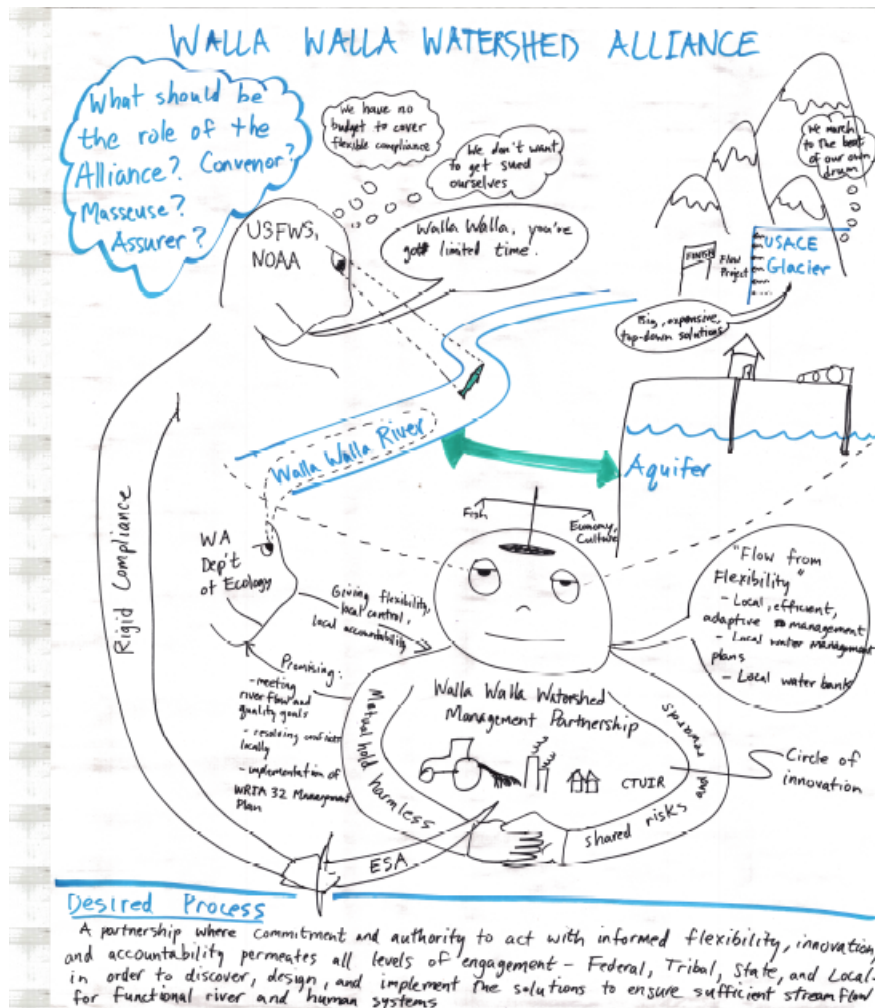 WALLA WALLA WATERSHED ALLIANCE
What should be
the role of the
Alliance? Convenor?
Masseuse?
Assurer?
We have no
budget to cover
flexible compliance
We don't want
to get sued
ourselves
We march
to the beat
of our own
drum
USFWS,
NOAA
Walla Walla, you've
got limited time.
FINISH
Flow
Project
USACE
Glacier
Big, expensive,
top-down solutions
Walla Walla River
Aquifer
Fish
Economy,
Culture
Rigid Compliance
WA
Dep't
of Ecology
Giving flexibility,
local control,
local accountability
"Flow from
Flexibility"
- Local, efficient,
adaptive management
- Local water management
plans
- Local water bank
Promising:
- meeting
river flow and
quality goals
- resolving conflicts
locally
- implementation of
WRIA 32 Management
Plan
Walla Walla Watershed
Management Partnership
Mutual hold harmless
shared risks and
rewards
CTUIR
Circle of
innovation
ESA
Desired Process
A partnership where commitment and authority to act with informed flexibility, innovation,
and accountability permeates all levels of engagement - Federal, Tribal, State, and Local -
in order to discover, design, and implement the solutions to ensure sufficient streamflow
for functional river and human systems